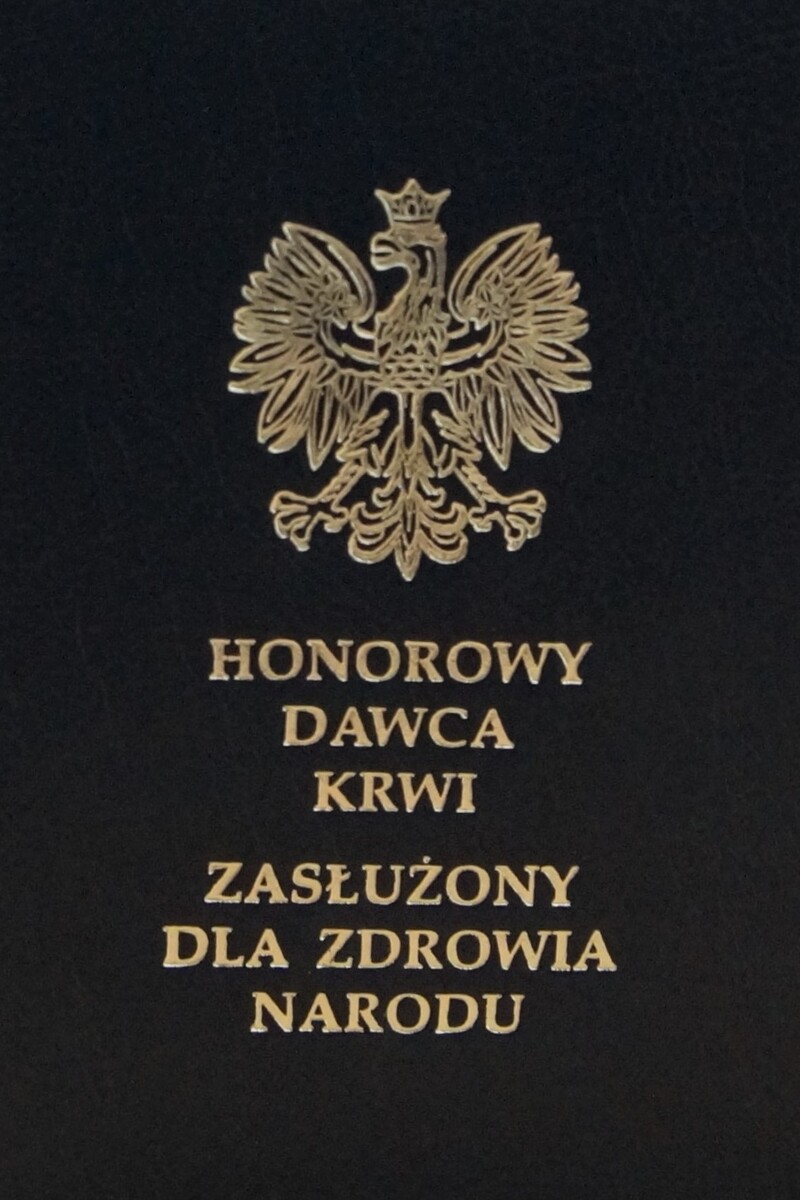 HONOROWY
DAWCA
KRWI
ZASŁUŻONY
DLA ZDROWIA
NARODU